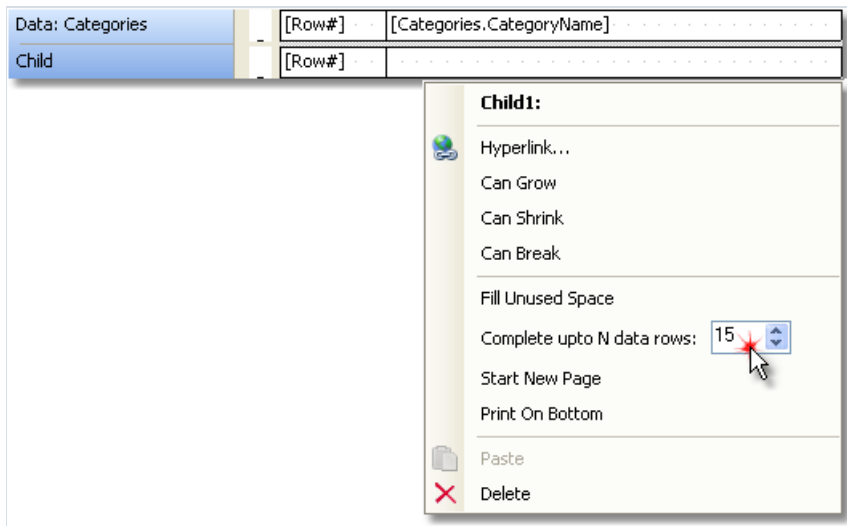 Data: Categories [Row#] [Categories.CategoryName]
Child [Row#]
Child1:
Hyperlink...
Can Grow
Can Shrink
Can Break
Fill Unused Space
Complete upto N data rows: 15
Start New Page
Print On Bottom
Paste
Delete